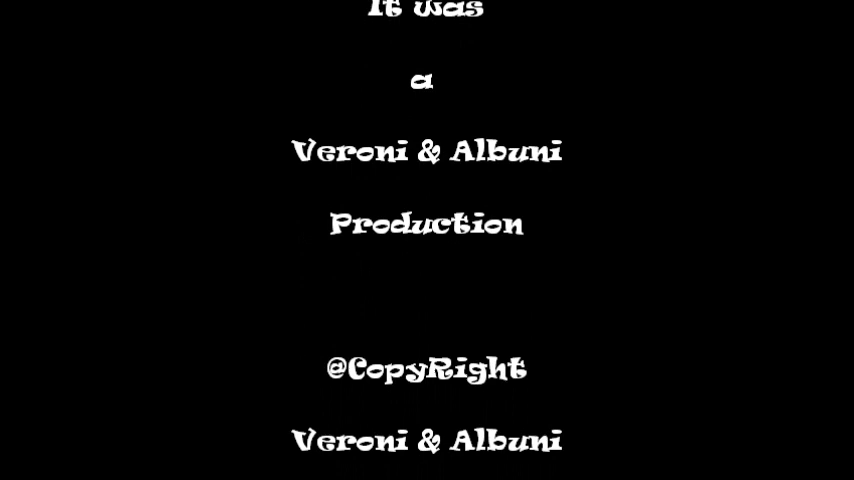 It was
a
Veroni & Albuni
Production
@CopyRight
Veroni & Albuni